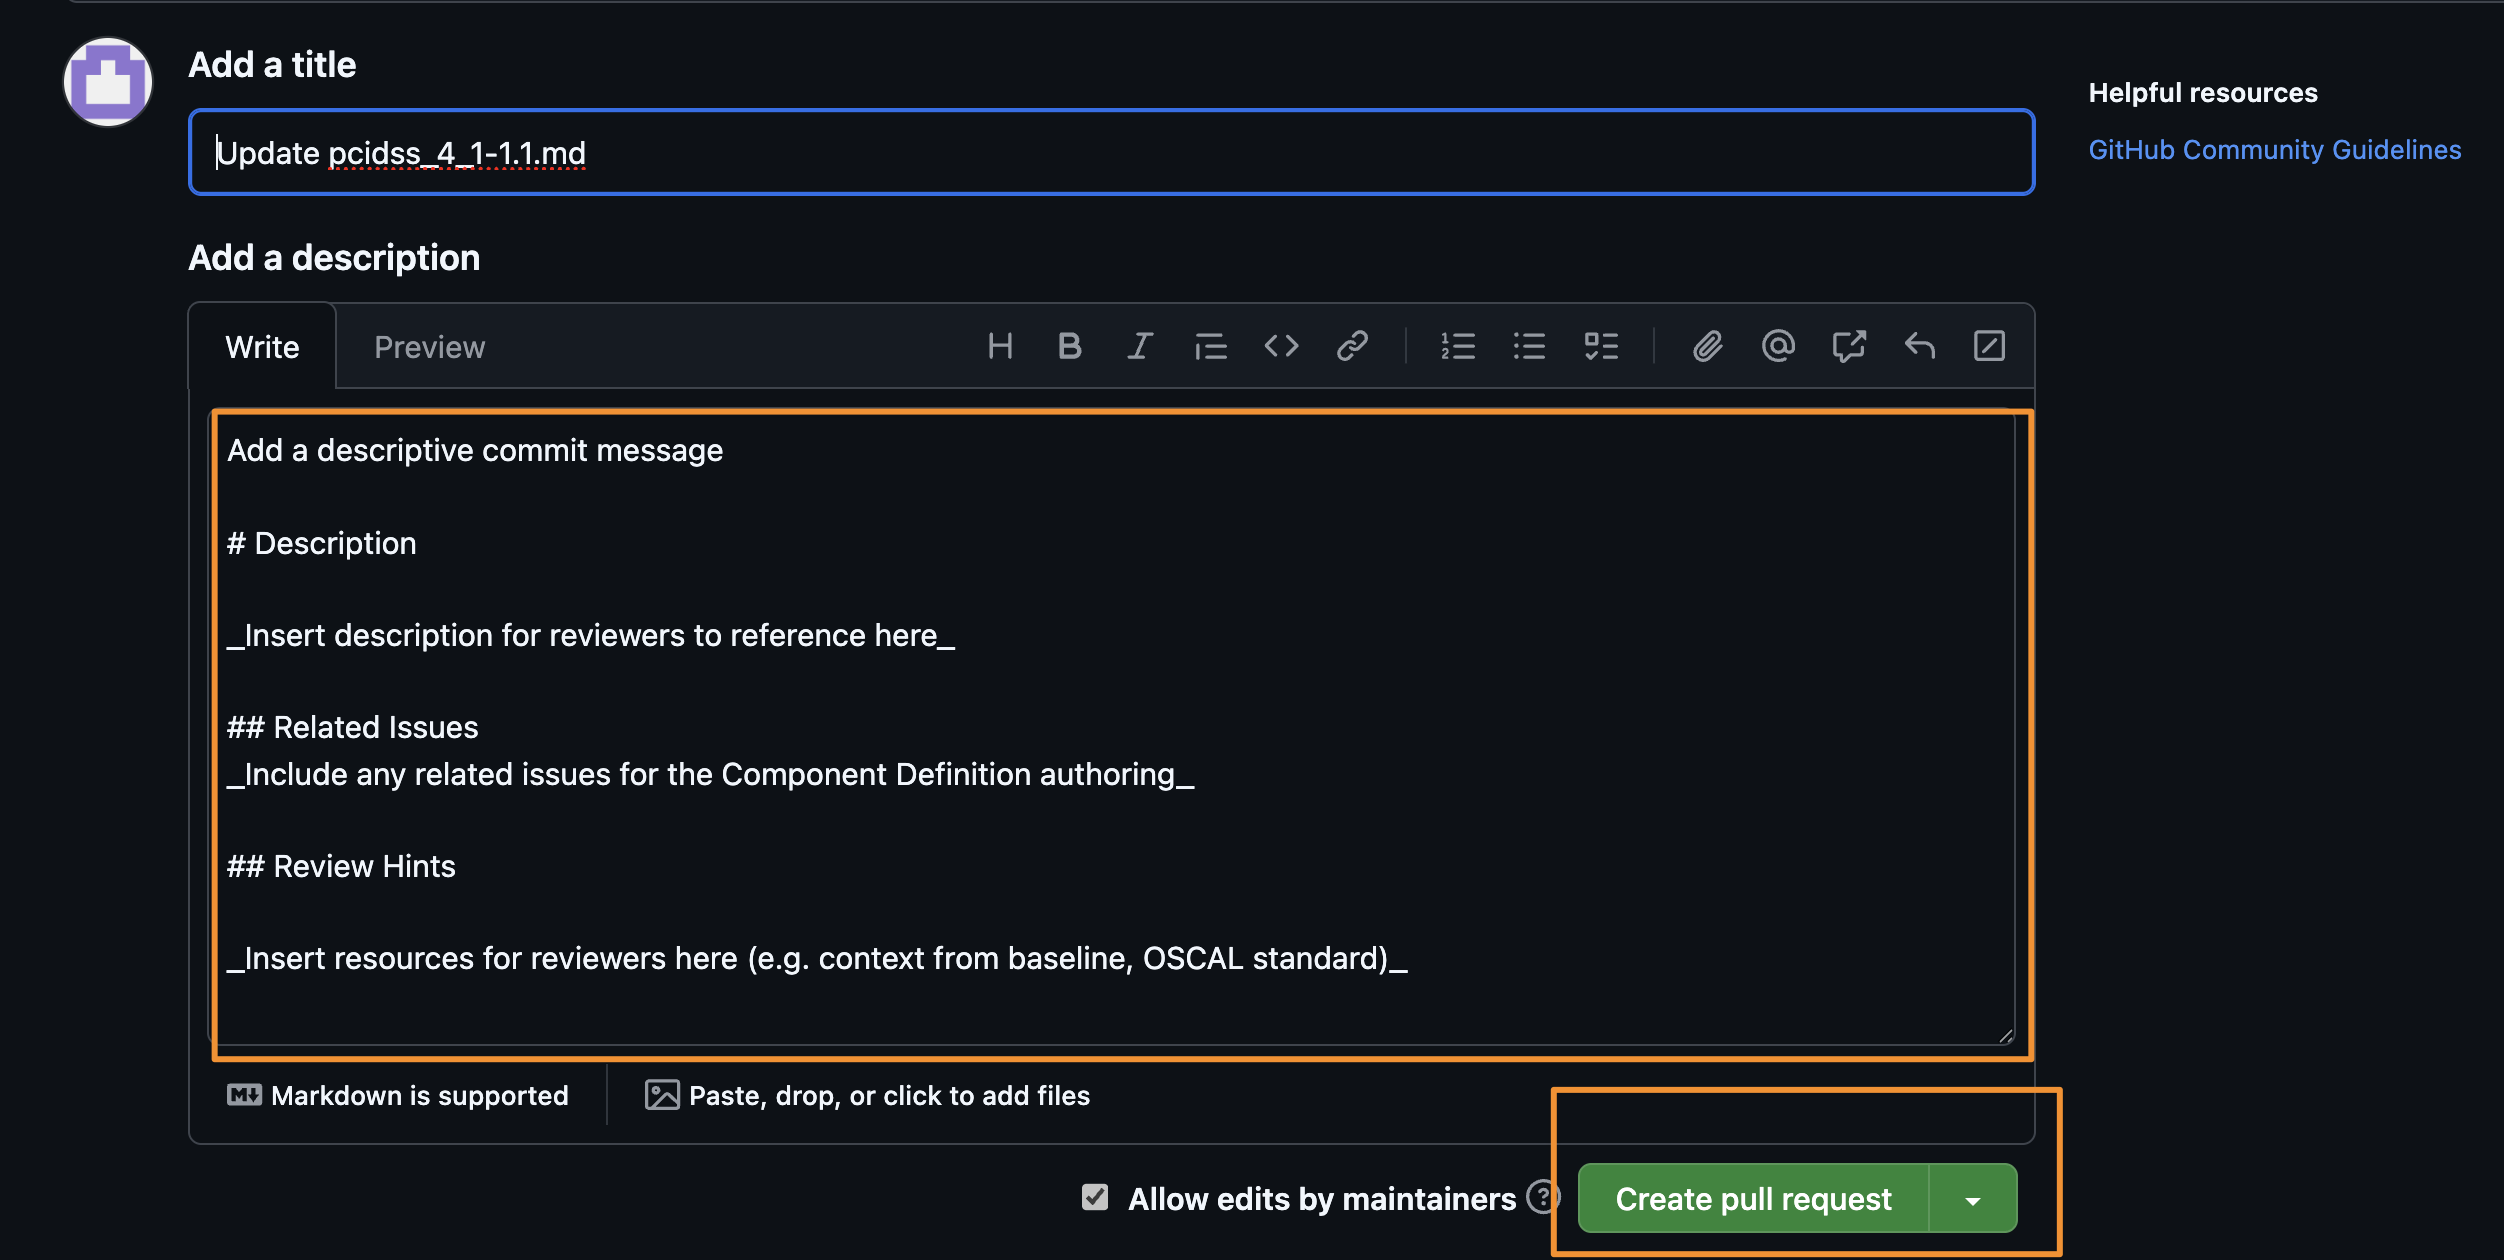 Add a title
Helpful resources
Update pcidss_4_1-1.1.md
GitHub Community Guidelines
Add a description
Write
Preview
Add a descriptive commit message
# Description
_Insert description for reviewers to reference here_
## Related Issues
_Include any related issues for the Component Definition authoring_
## Review Hints
_Insert resources for reviewers here (e.g. context from baseline, OSCAL standard)_
Markdown is supported
Paste, drop, or click to add files
Allow edits by maintainers
Create pull request